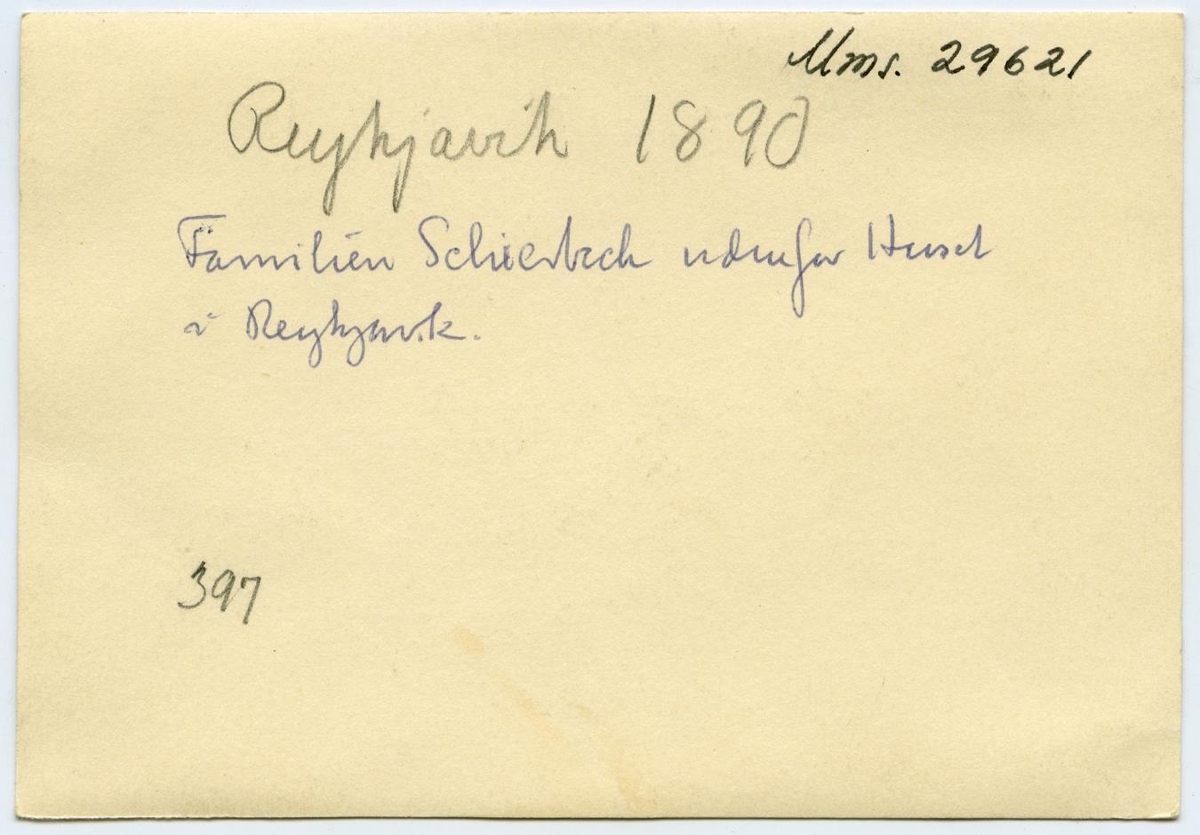 Mms. 29621
Reykjavik 1890
Familien Schierbeck udenfor Huset
i Reykjavik.
397